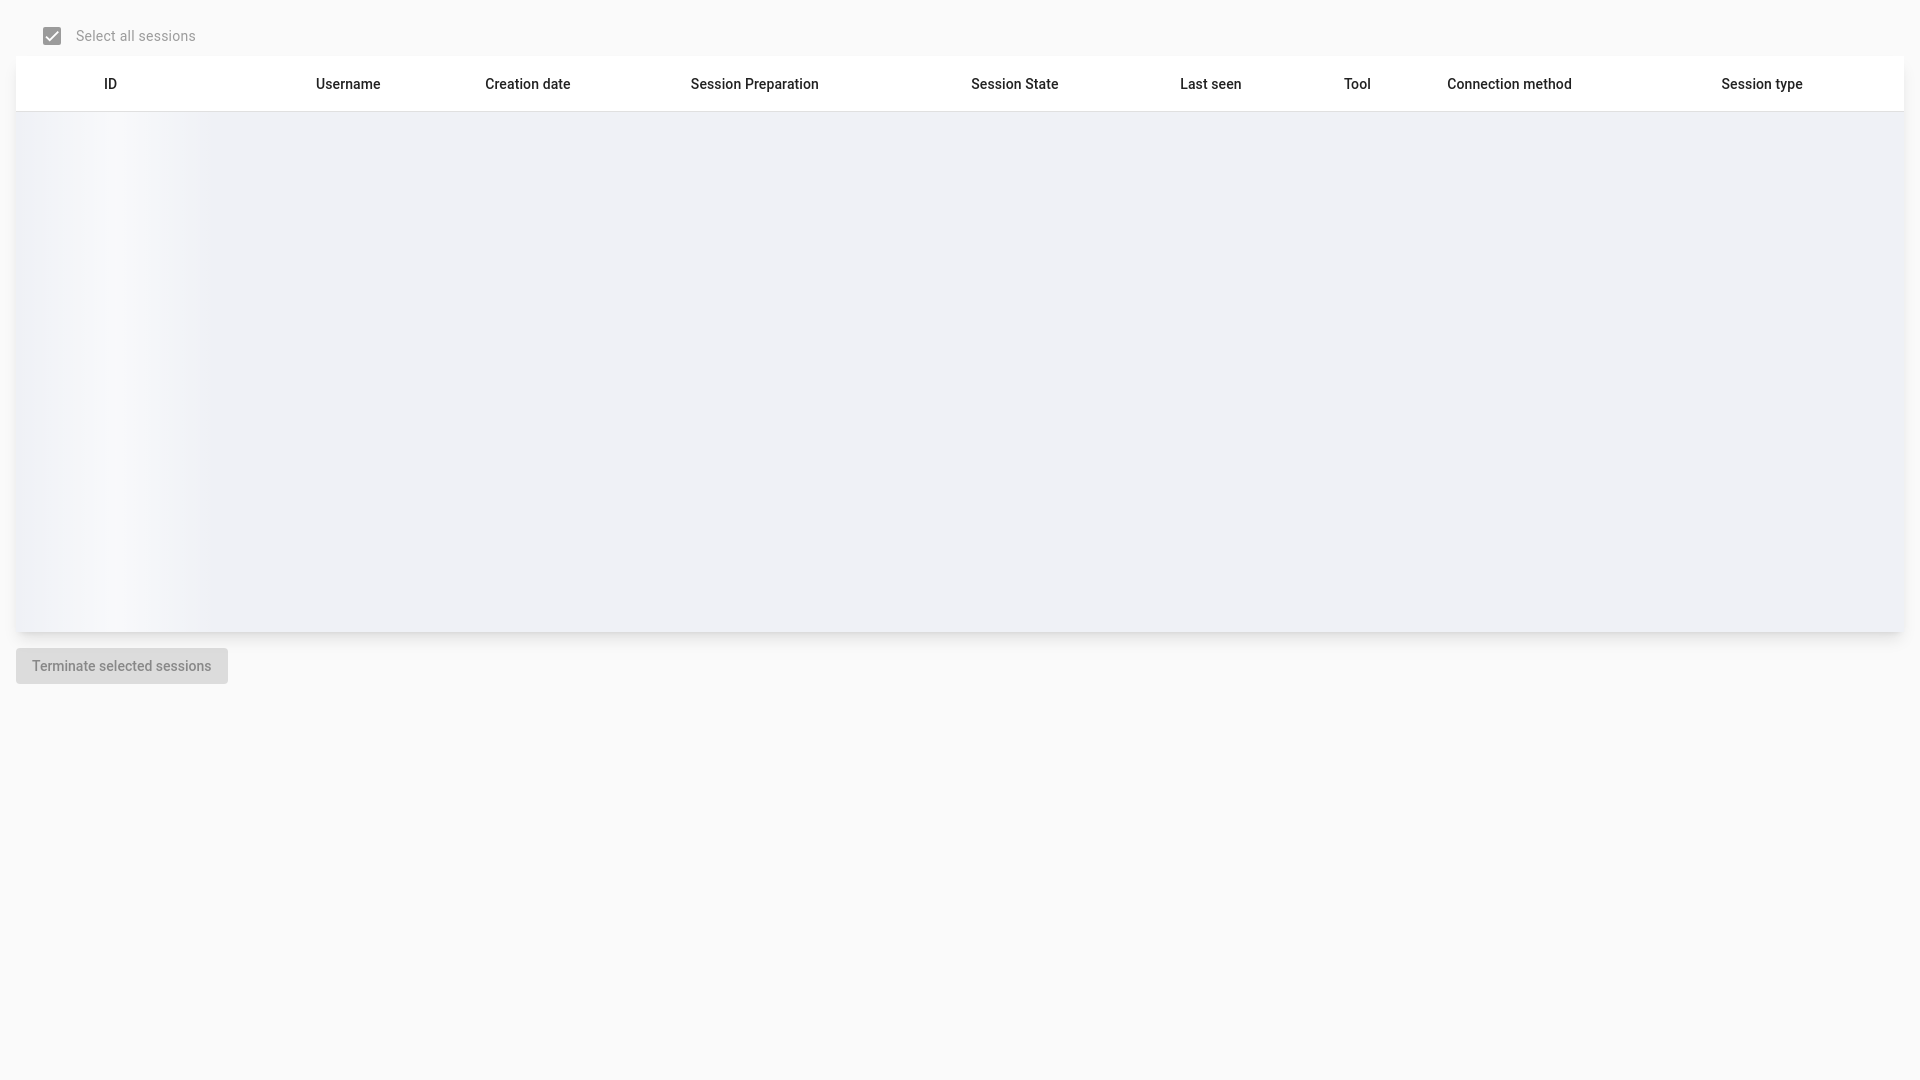 Select all sessions
ID Username Creation date Session Preparation Session State Last seen Tool Connection method Session type
Terminate selected sessions